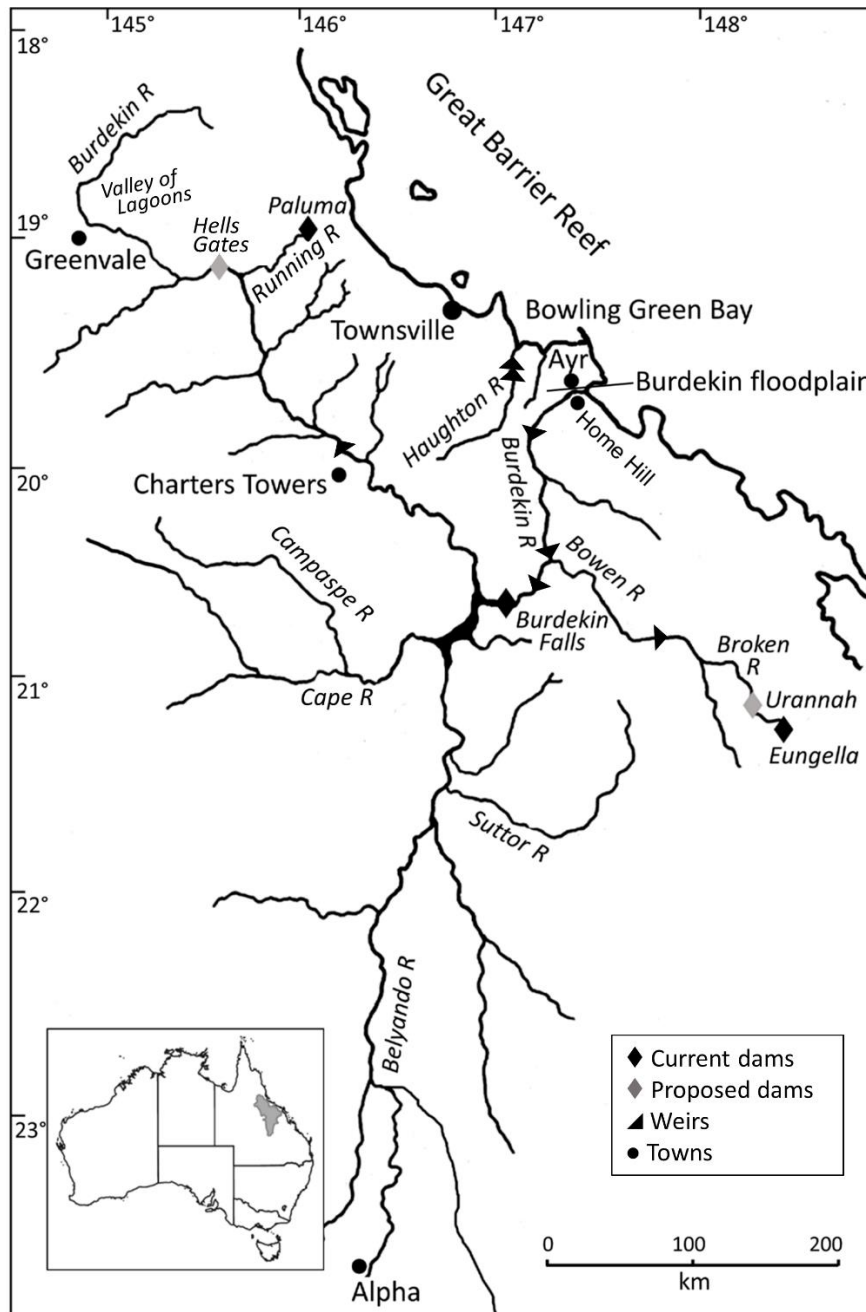 145°
146°
147°
148°
18°
Burdekin R
Great Barrier Reef
Valley of
Lagoons
Paluma
Hells
Gates
19°
Greenvale
Running R
Townsville
Bowling Green Bay
Ayr
Burdekin floodplain
Haughton R
Home Hill
20°
Charters Towers
Burdekin R
Campaspe R
Bowen R
Burdekin
Falls
Broken
R
21°
Cape R
Urannah
Eungella
Suttor R
22°
Belyando R
23°
Current dams
Proposed dams
Weirs
Towns
Alpha
0 100 200
km